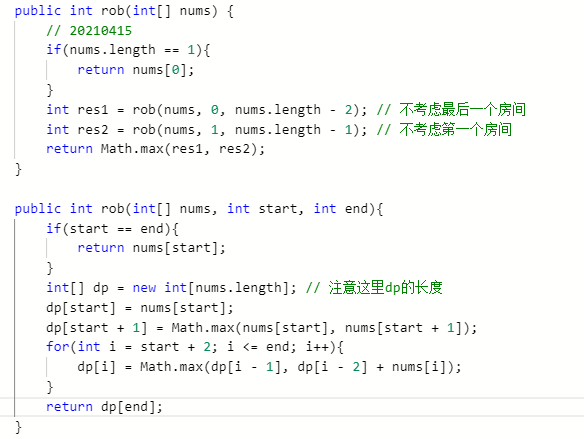 public int rob(int[] nums) {
    // 20210415
    if(nums.length == 1){
        return nums[0];
    }
    int res1 = rob(nums, 0, nums.length - 2); // 不考虑最后一个房间
    int res2 = rob(nums, 1, nums.length - 1); // 不考虑第一个房间
    return Math.max(res1, res2);
}

public int rob(int[] nums, int start, int end){
    if(start == end){
        return nums[start];
    }
    int[] dp = new int[nums.length]; // 注意这里dp的长度
    dp[start] = nums[start];
    dp[start + 1] = Math.max(nums[start], nums[start + 1]);
    for(int i = start + 2; i <= end; i++){
        dp[i] = Math.max(dp[i - 1], dp[i - 2] + nums[i]);
    }
    return dp[end];
}